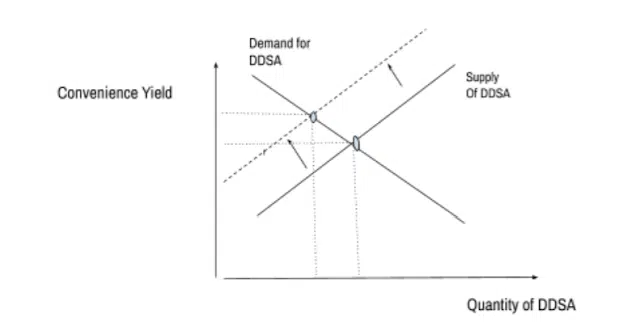 Demand for
DDSA
Convenience Yield
Supply
Of DDSA
Quantity of DDSA